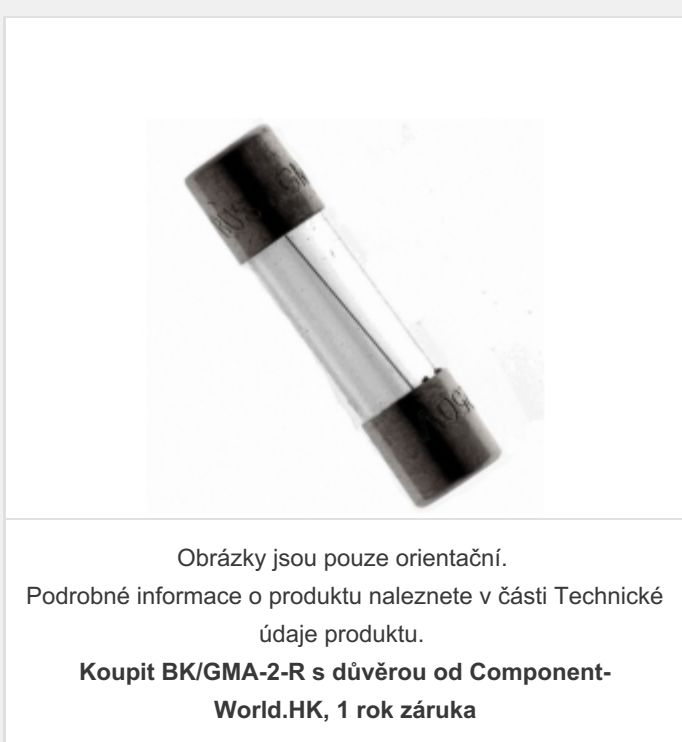 Obrázky jsou pouze orientační.
Podrobné informace o produktu naleznete v části Technické
údaje produktu.
Koupit BK/GMA-2-R s důvěrou od Component-
World.HK, 1 rok záruka